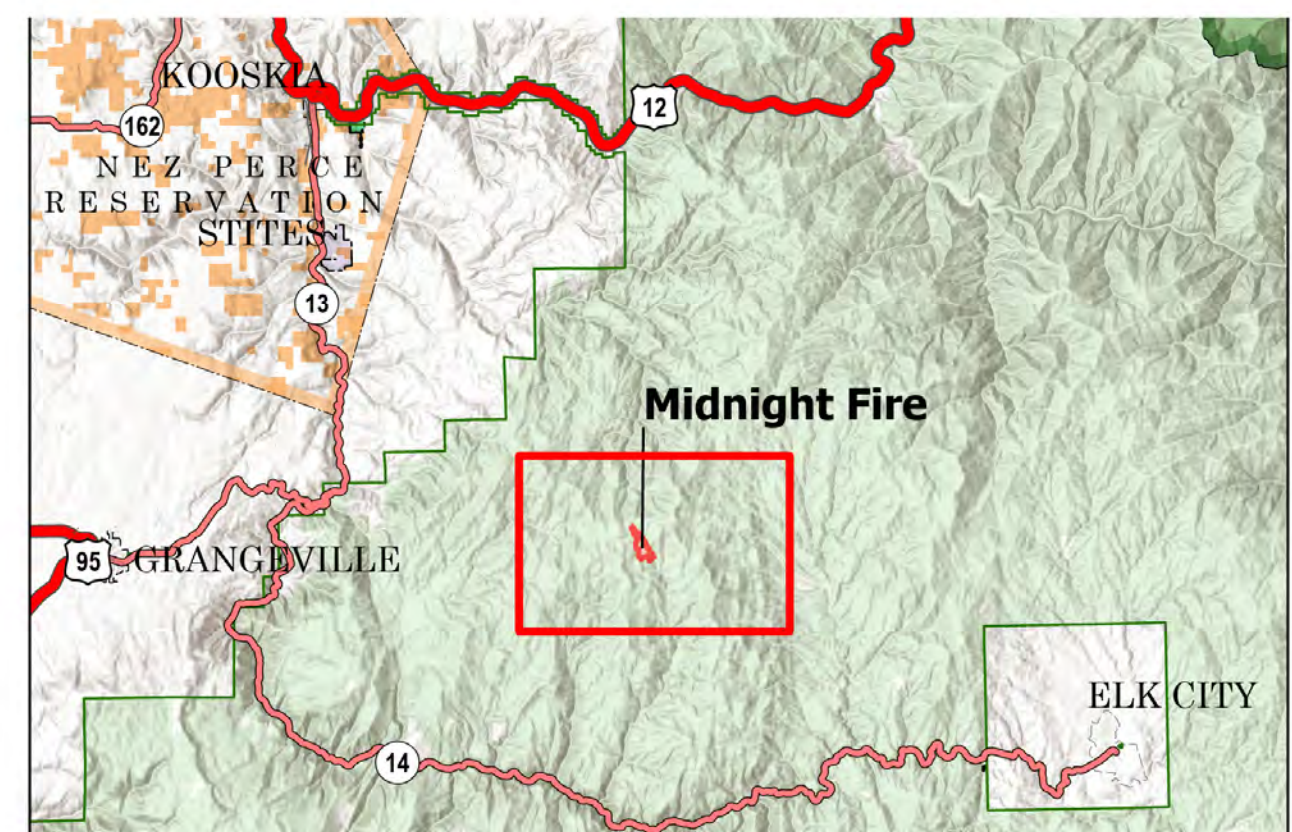 KOOSKIA
12
162
NEZ PERCE
RESERVATION
STITES
13
Midnight Fire
95
GRANGEVILLE
ELK CITY
14